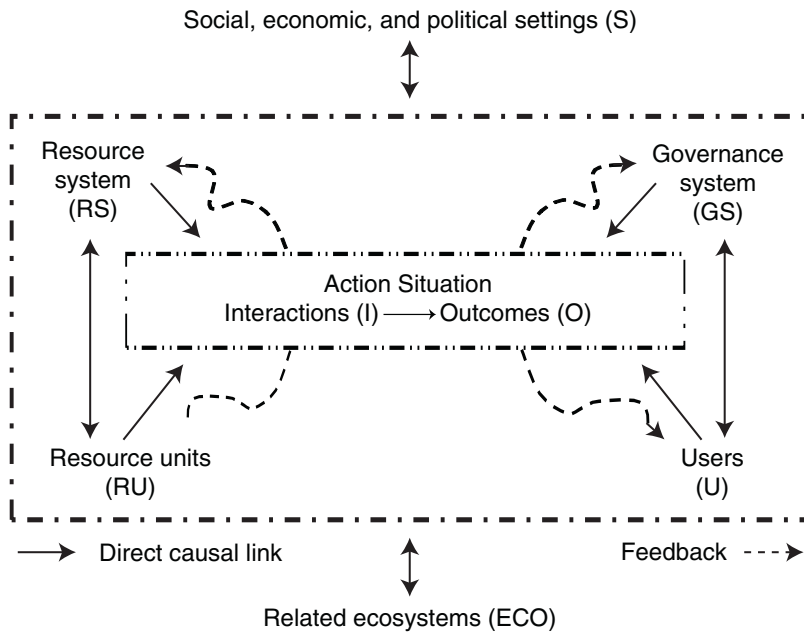 Social, economic, and political settings (S)
Resource
system
(RS)
Governance
system
(GS)
Action Situation
Interactions (I) → Outcomes (O)
Resource units
(RU)
Users
(U)
Direct causal link
Feedback
Related ecosystems (ECO)